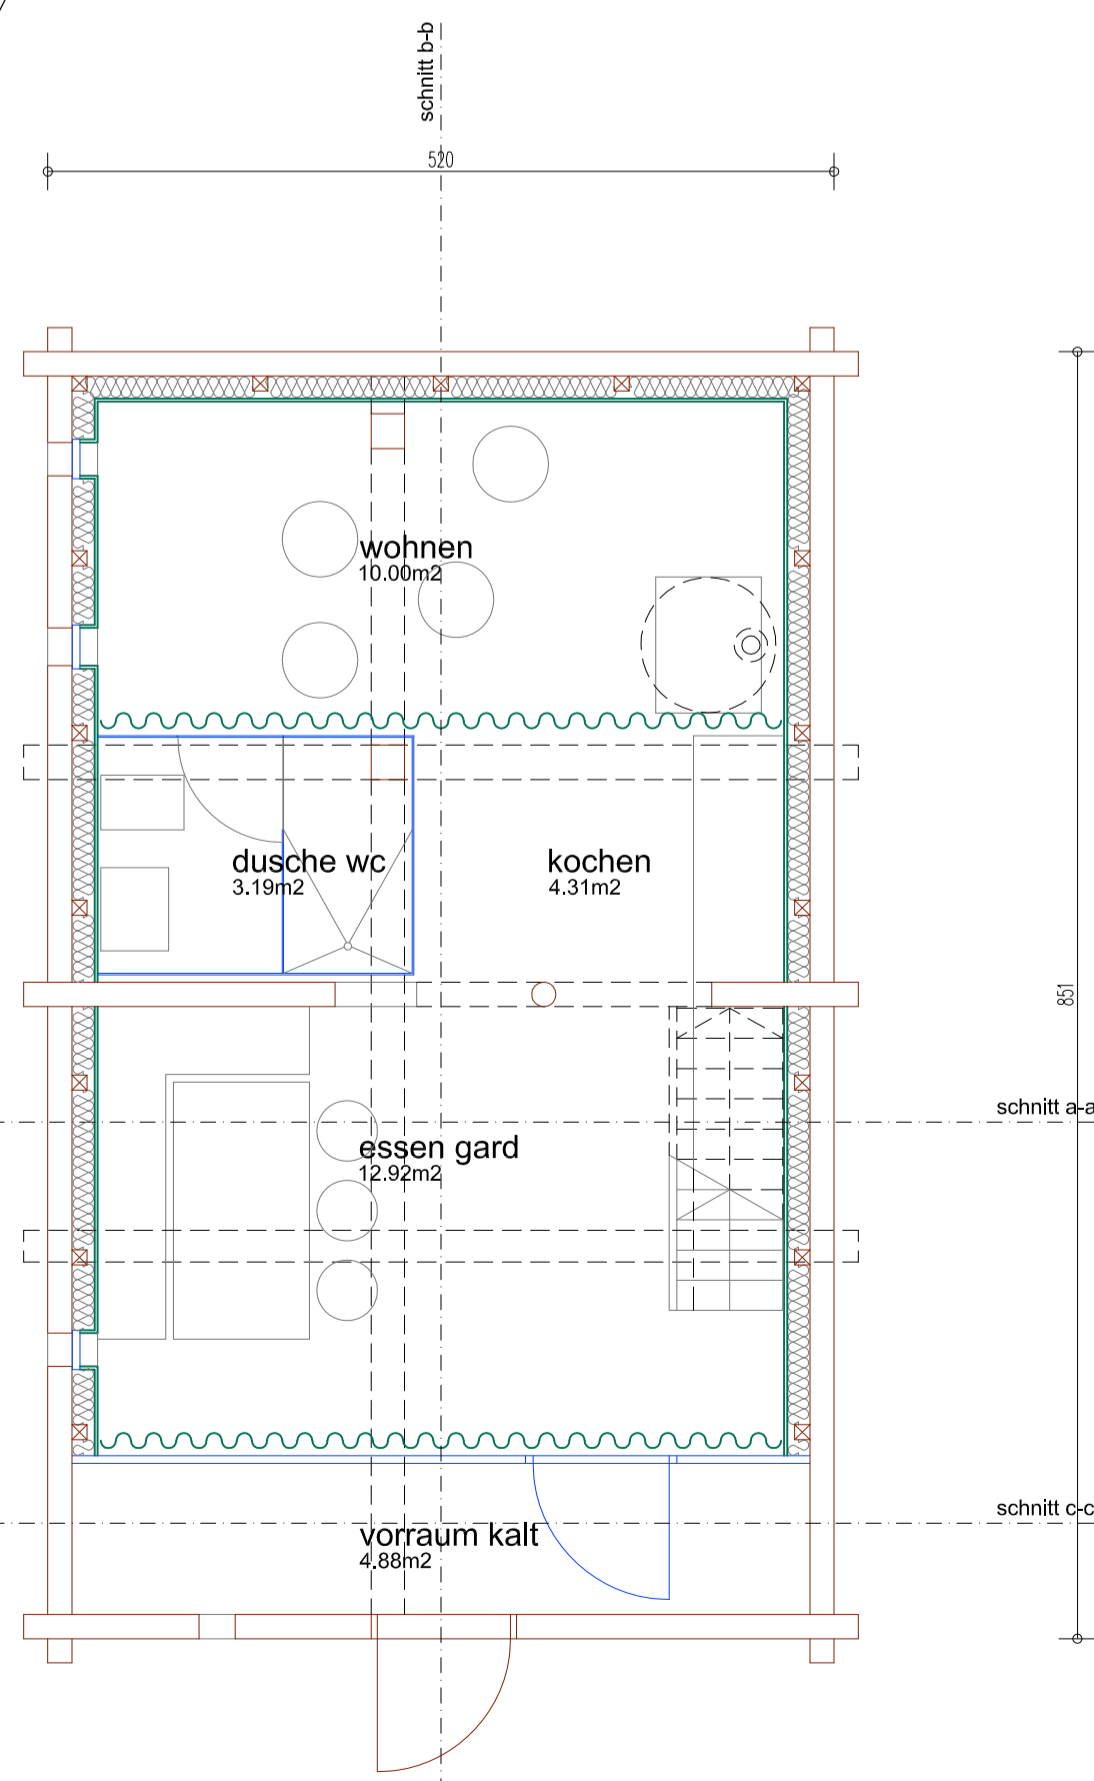 schnitt b-b
520
wohnen
10.00m2
dusche wc
3.19m2
kochen
4.31m2
851
schnitt a-a
essen gard
12.92m2
schnitt c-c
vorraum kalt
4.88m2